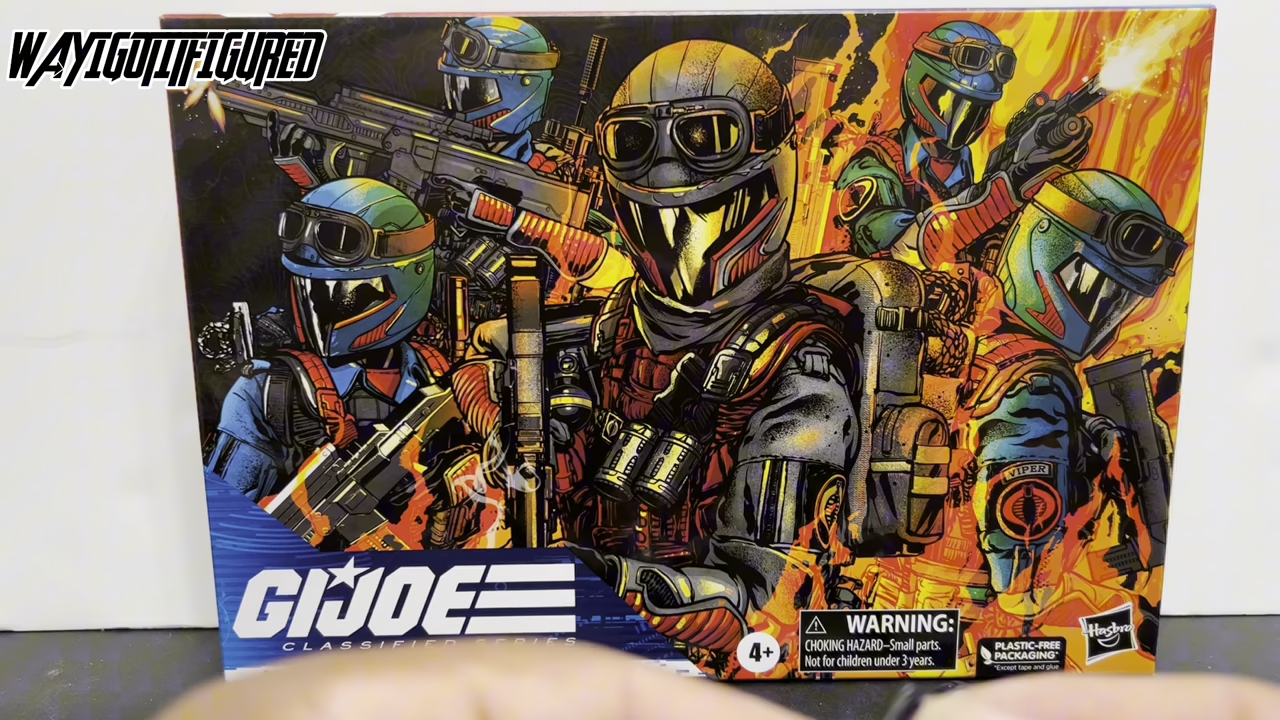 WAYIGOTITFIGURED
VIPER
GIJOE
CLASSIFIED SERIES
4+
WARNING:
CHOKING HAZARD–Small parts.
Not for children under 3 years.
PLASTIC-FREE
PACKAGING*
*Except tape and glue
Hasbro